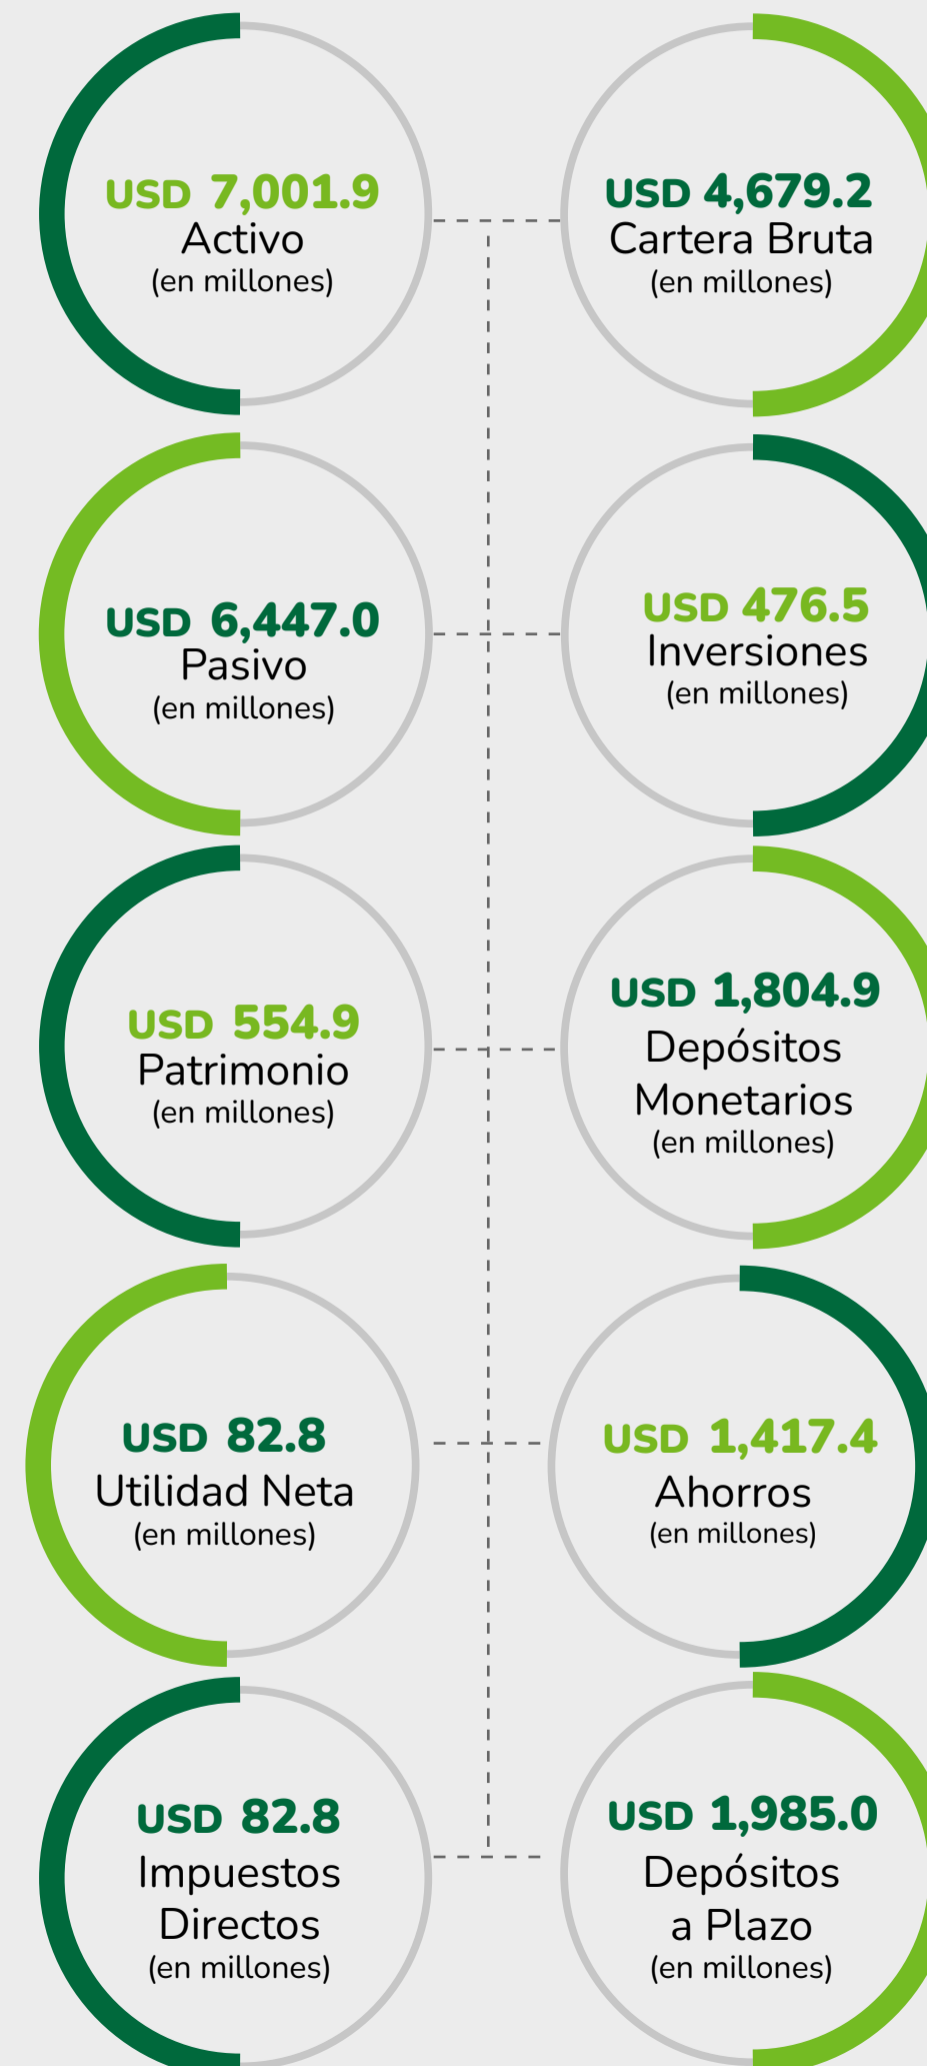 USD 7,001.9
Activo
(en millones)
USD 4,679.2
Cartera Bruta
(en millones)
USD 6,447.0
Pasivo
(en millones)
USD 476.5
Inversiones
(en millones)
USD 554.9
Patrimonio
(en millones)
USD 1,804.9
Depósitos
Monetarios
(en millones)
USD 82.8
Utilidad Neta
(en millones)
USD 1,417.4
Ahorros
(en millones)
USD 82.8
Impuestos
Directos
(en millones)
USD 1,985.0
Depósitos
a Plazo
(en millones)